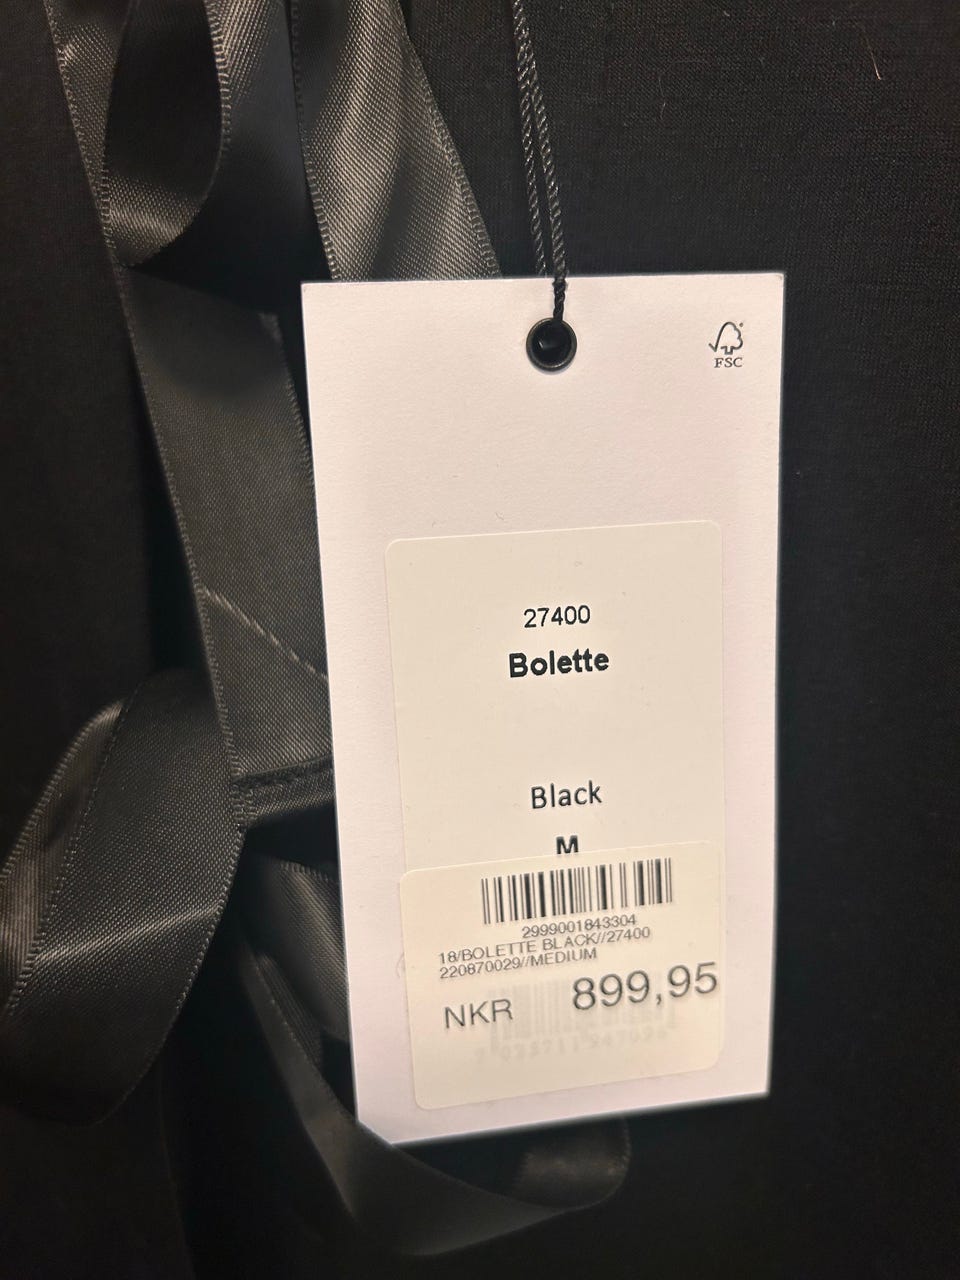 FSC
27400
Bolette
Black
M
2999001843304
18/BOLETTE BLACK//27400
220870029//MEDIUM
NKR 899,95